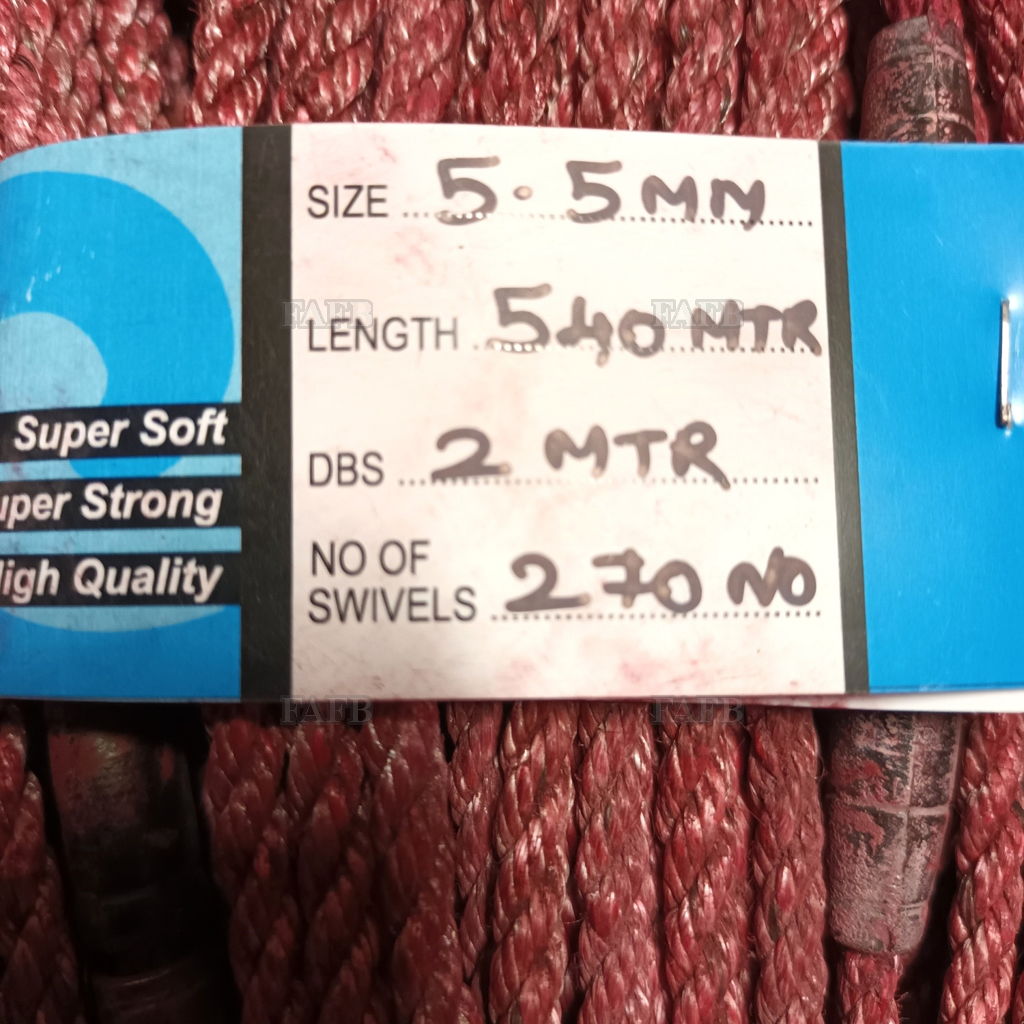 SIZE 5.5MM
FAFB FAFB
LENGTH 540 MTR
Super Soft
DBS 2 MTR
uper Strong
NO OF
SWIVELS 270 NO
High Quality
FAFB FAFB